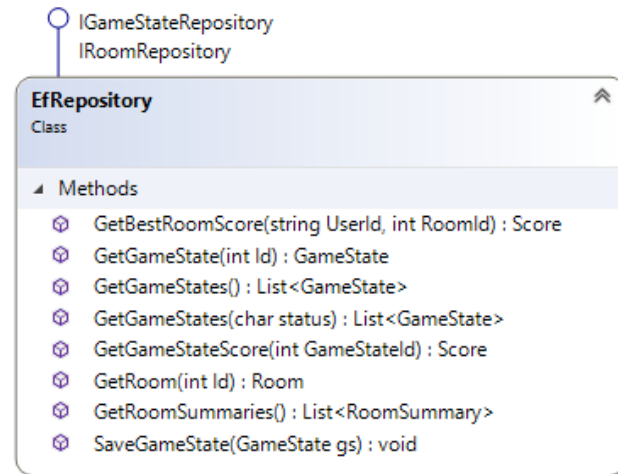 IGameStateRepository
IRoomRepository
EfRepository
Class
Methods
GetBestRoomScore(string UserId, int RoomId) : Score
GetGameState(int Id) : GameState
GetGameStates() : List<GameState>
GetGameStates(char status) : List<GameState>
GetGameStateScore(int GameStateId) : Score
GetRoom(int Id) : Room
GetRoomSummaries() : List<RoomSummary>
SaveGameState(GameState gs) : void